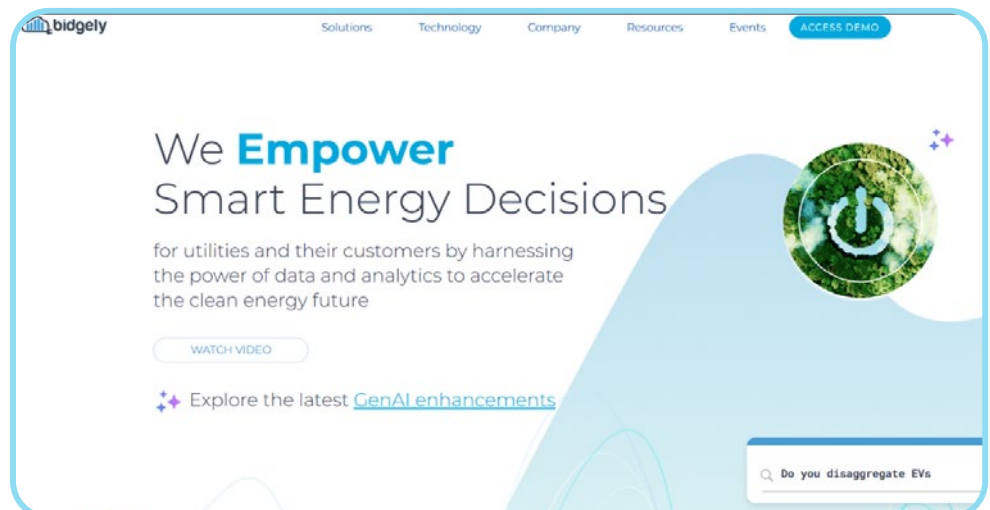 bidgely
Solutions Technology Company Resources Events ACCESS DEMO
We Empower
Smart Energy Decisions
for utilities and their customers by harnessing
the power of data and analytics to accelerate
the clean energy future
WATCH VIDEO
Explore the latest GenAI enhancements
Do you disaggregate EVs